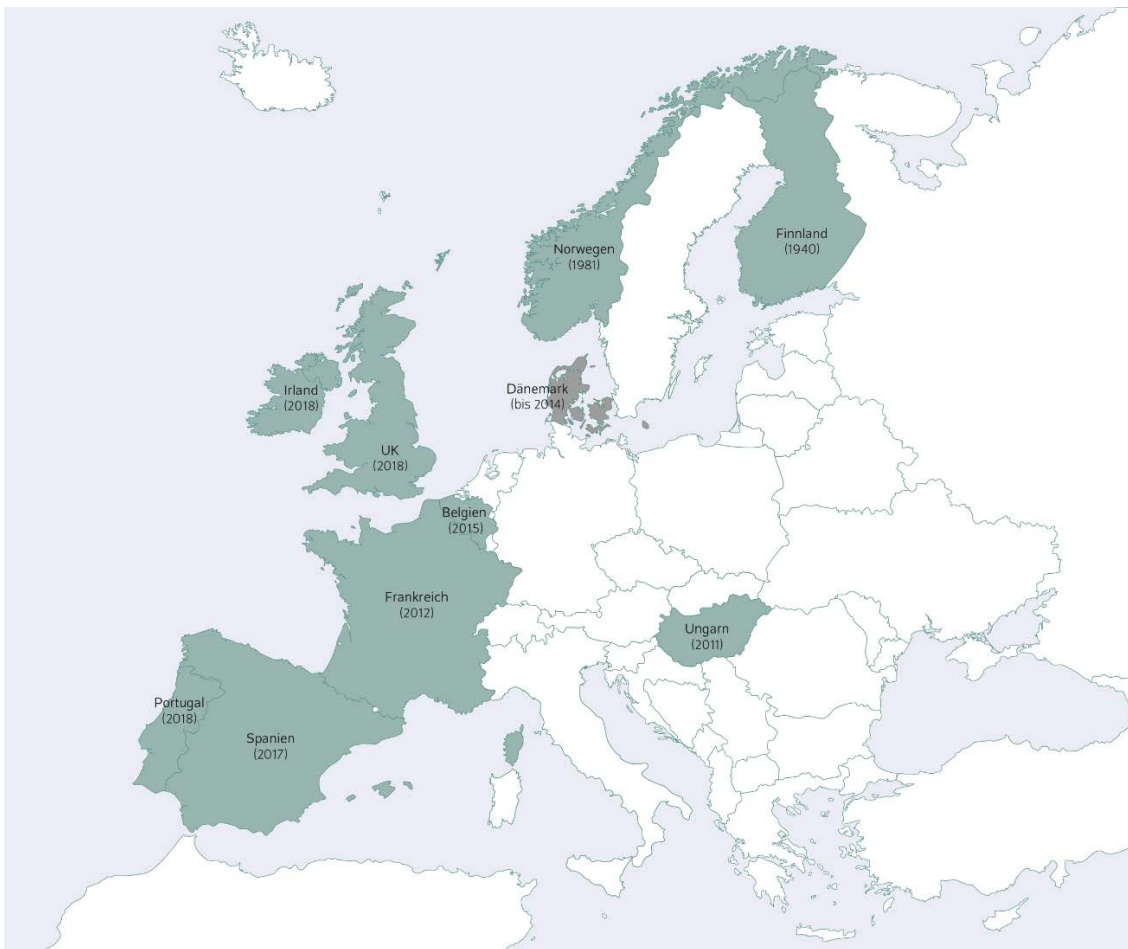 Finnland
(1940)
Norwegen
(1981)
Dänemark
(bis 2014)
Irland
(2018)
UK
(2018)
Belgien
(2015)
Frankreich
(2012)
Ungarn
(2011)
Portugal
(2018)
Spanien
(2017)